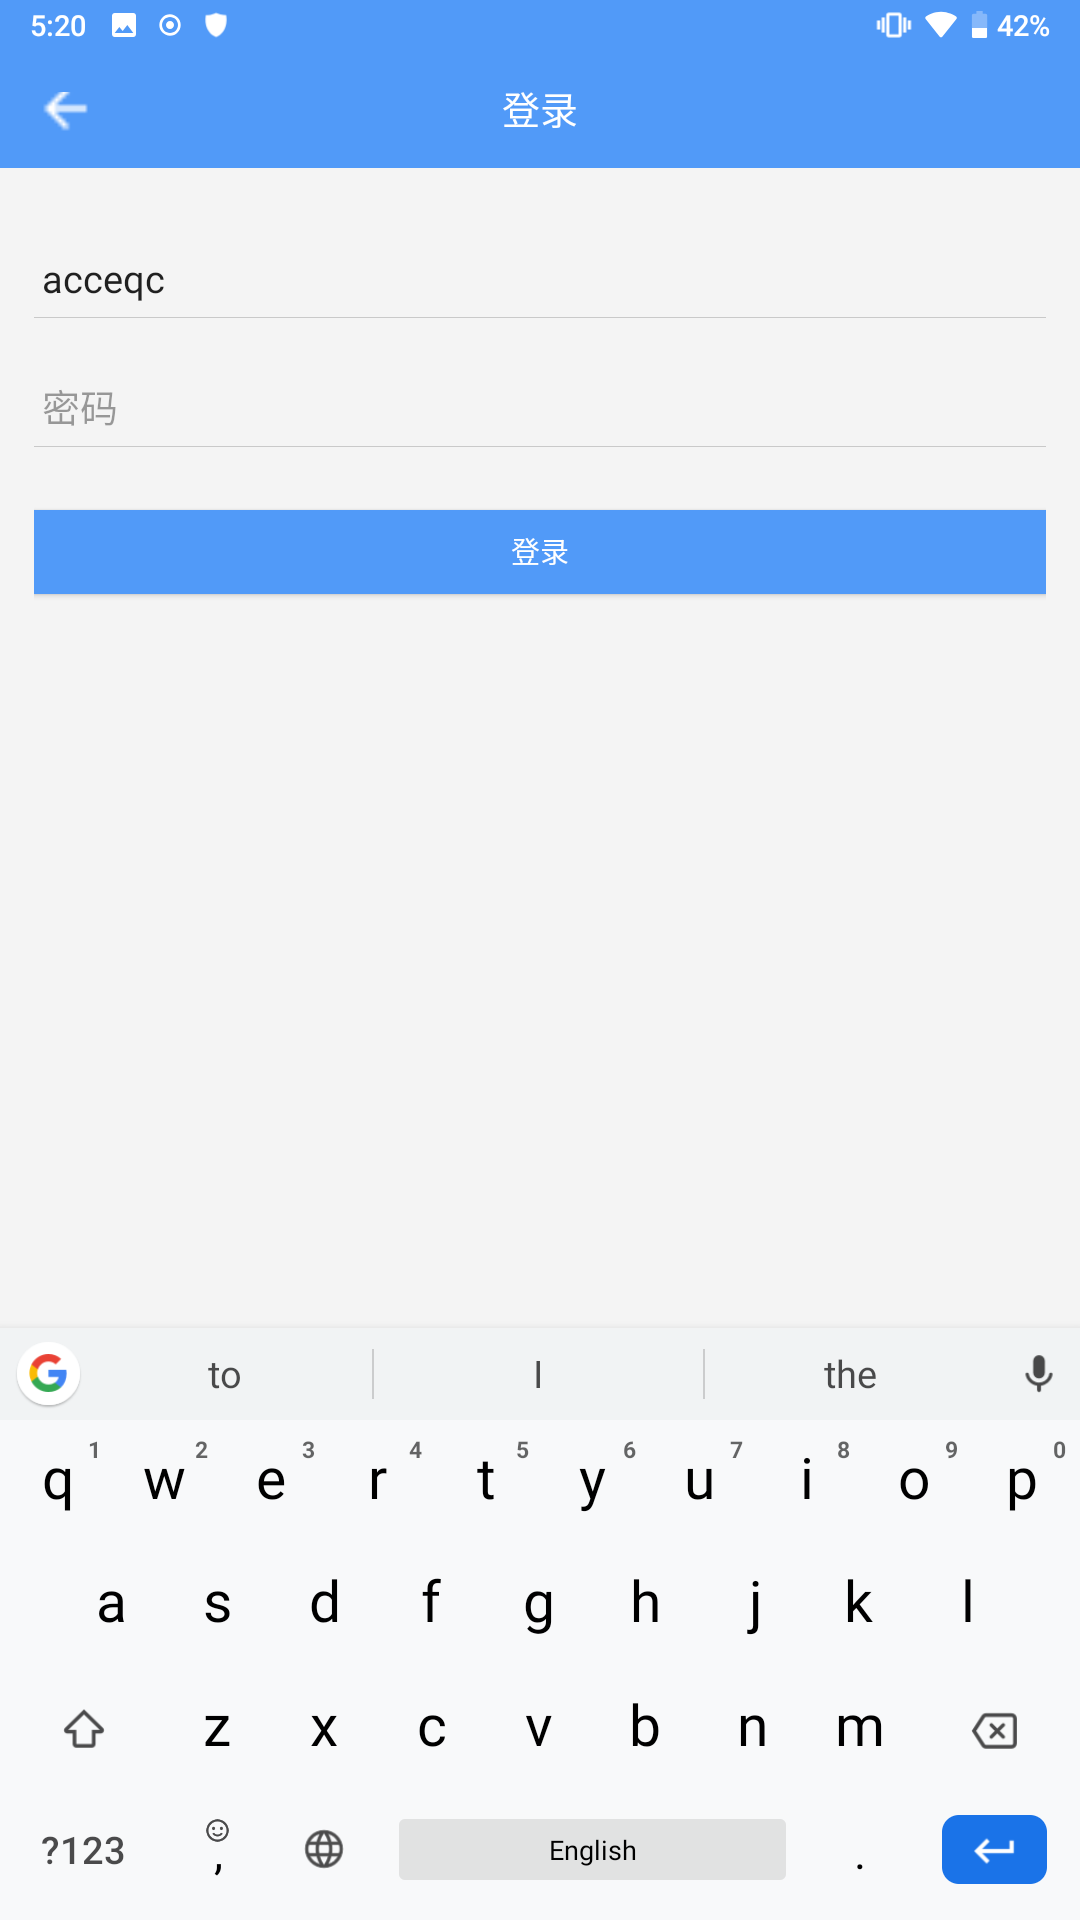 5:20 42%
登录
acceqc
密码
登录
to I the
1 2 3 4 5 6 7 8 9 0
q w e r t y u i o p
a s d f g h j k l
z x c v b n m
?123 , English .